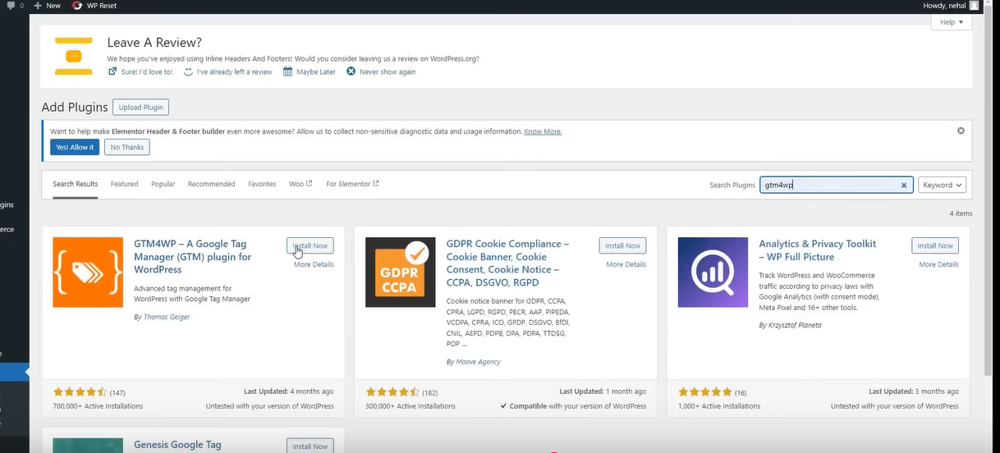 0 New WP Reset Howdy, nehal
Help
Leave A Review?
We hope you've enjoyed using Inline Headers And Footers! Would you consider leaving us a review on WordPress.org?
Sure! I'd love to! I've already left a review Maybe Later Never show again
Add Plugins Upload Plugin
Want to help make Elementor Header & Footer builder even more awesome? Allow us to collect non-sensitive diagnostic data and usage information. Know More.
Yes! Allow it No Thanks
Search Results Featured Popular Recommended Favorites Woo For Elementor Search Plugins gtm4wp Keyword
gins
4 items
erce
GTM4WP – A Google Tag
Manager (GTM) plugin for
WordPress
Install Now
More Details
Advanced tag management for
WordPress with Google Tag Manager
By Thomas Geiger
(147)
700,000+ Active Installations
Last Updated: 4 months ago
Untested with your version of WordPress
GDPR
CCPA
GDPR Cookie Compliance –
Cookie Banner, Cookie
Consent, Cookie Notice –
CCPA, DSGVO, RGPD
Install Now
More Details
Cookie notice banner for GDPR, CCPA,
CPRA, LGPD, RGPD, PECR, AAP, PIPEDA,
VCDPA, CPRA, ICO, GPDP, DSGVO, BfDI,
CNIL, AEPD, PDPB, DPA, PDPA, TTDSG,
POP ...
By Moove Agency
(182)
300,000+ Active Installations
Last Updated: 1 month ago
Compatible with your version of WordPress
Analytics & Privacy Toolkit
– WP Full Picture
Install Now
More Details
Track WordPress and WooCommerce
traffic according to privacy laws with
Google Analytics (with consent mode),
Meta Pixel and 16+ other tools.
By Krzysztof Planeta
(16)
1,000+ Active Installations
Last Updated: 3 months ago
Untested with your version of WordPress
Genesis Google Tag
Install Now